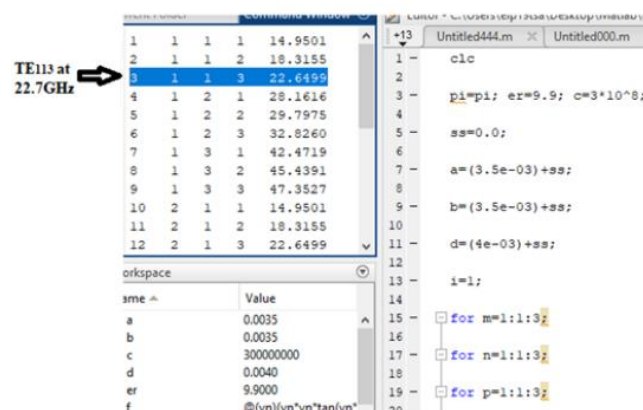 Command Window
1 1 1 1 14.9501
2 1 1 2 18.3155
3 1 1 3 22.6499
4 1 2 1 28.1616
5 1 2 2 29.7975
6 1 2 3 32.8260
7 1 3 1 42.4719
8 1 3 2 45.4391
9 1 3 3 47.3527
10 2 1 1 14.9501
11 2 1 2 18.3155
12 2 1 3 22.6499
TE113 at
22.7GHz
orkspace
ame Value
a 0.0035
b 0.0035
c 300000000
d 0.0040
er 9.9000
+13 Untitled444.m Untitled000.m
1 - clc
2
3 - pi=pi; er=9.9; c=3*10^8;
4
5 - ss=0.0;
6
7 - a=(3.5e-03)+ss;
8
9 - b=(3.5e-03)+ss;
10
11 - d=(4e-03)+ss;
12
13 - i=1;
14
15 - for m=1:1:3;
16
17 - for n=1:1:3;
18
19 - for p=1:1:3;